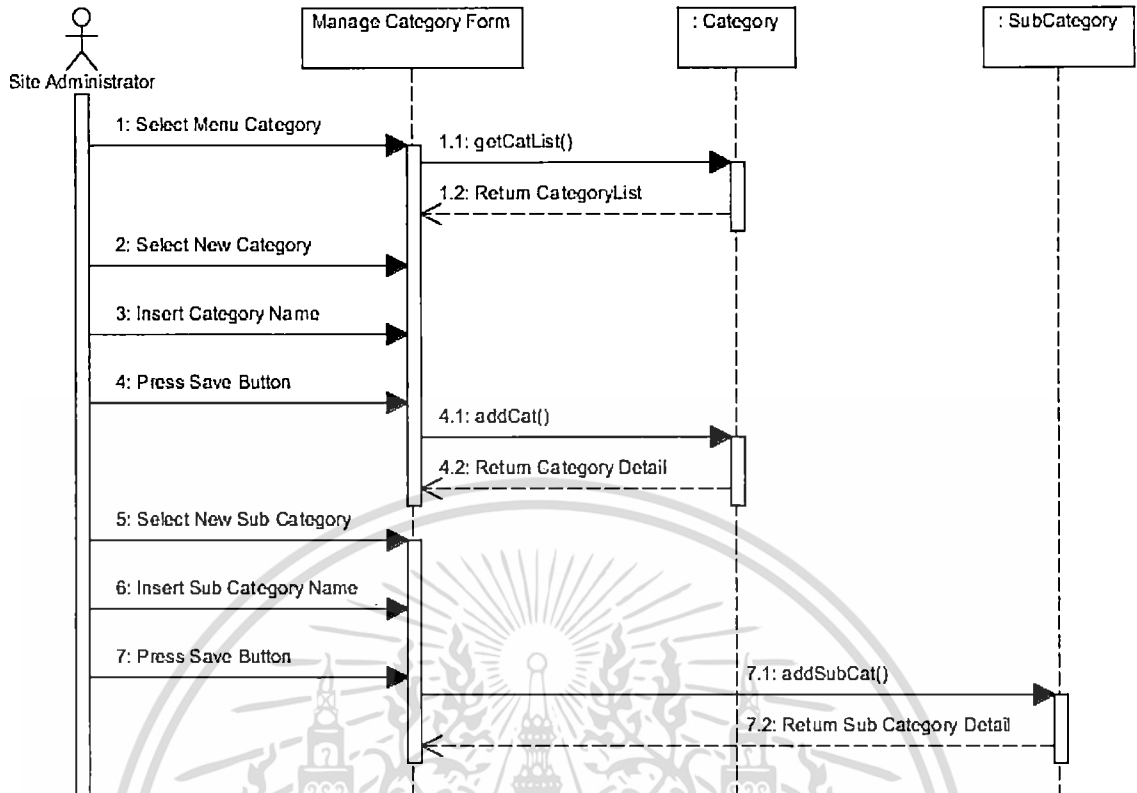 Manage Category Form
: Category
: SubCategory
Site Administrator
1: Select Menu Category
1.1: getCatList()
1.2: Return CategoryList
2: Select New Category
3: Insert Category Name
4: Press Save Button
4.1: addCat()
4.2: Return Category Detail
5: Select New Sub Category
6: Insert Sub Category Name
7: Press Save Button
7.1: addSubCat()
7.2: Return Sub Category Detail